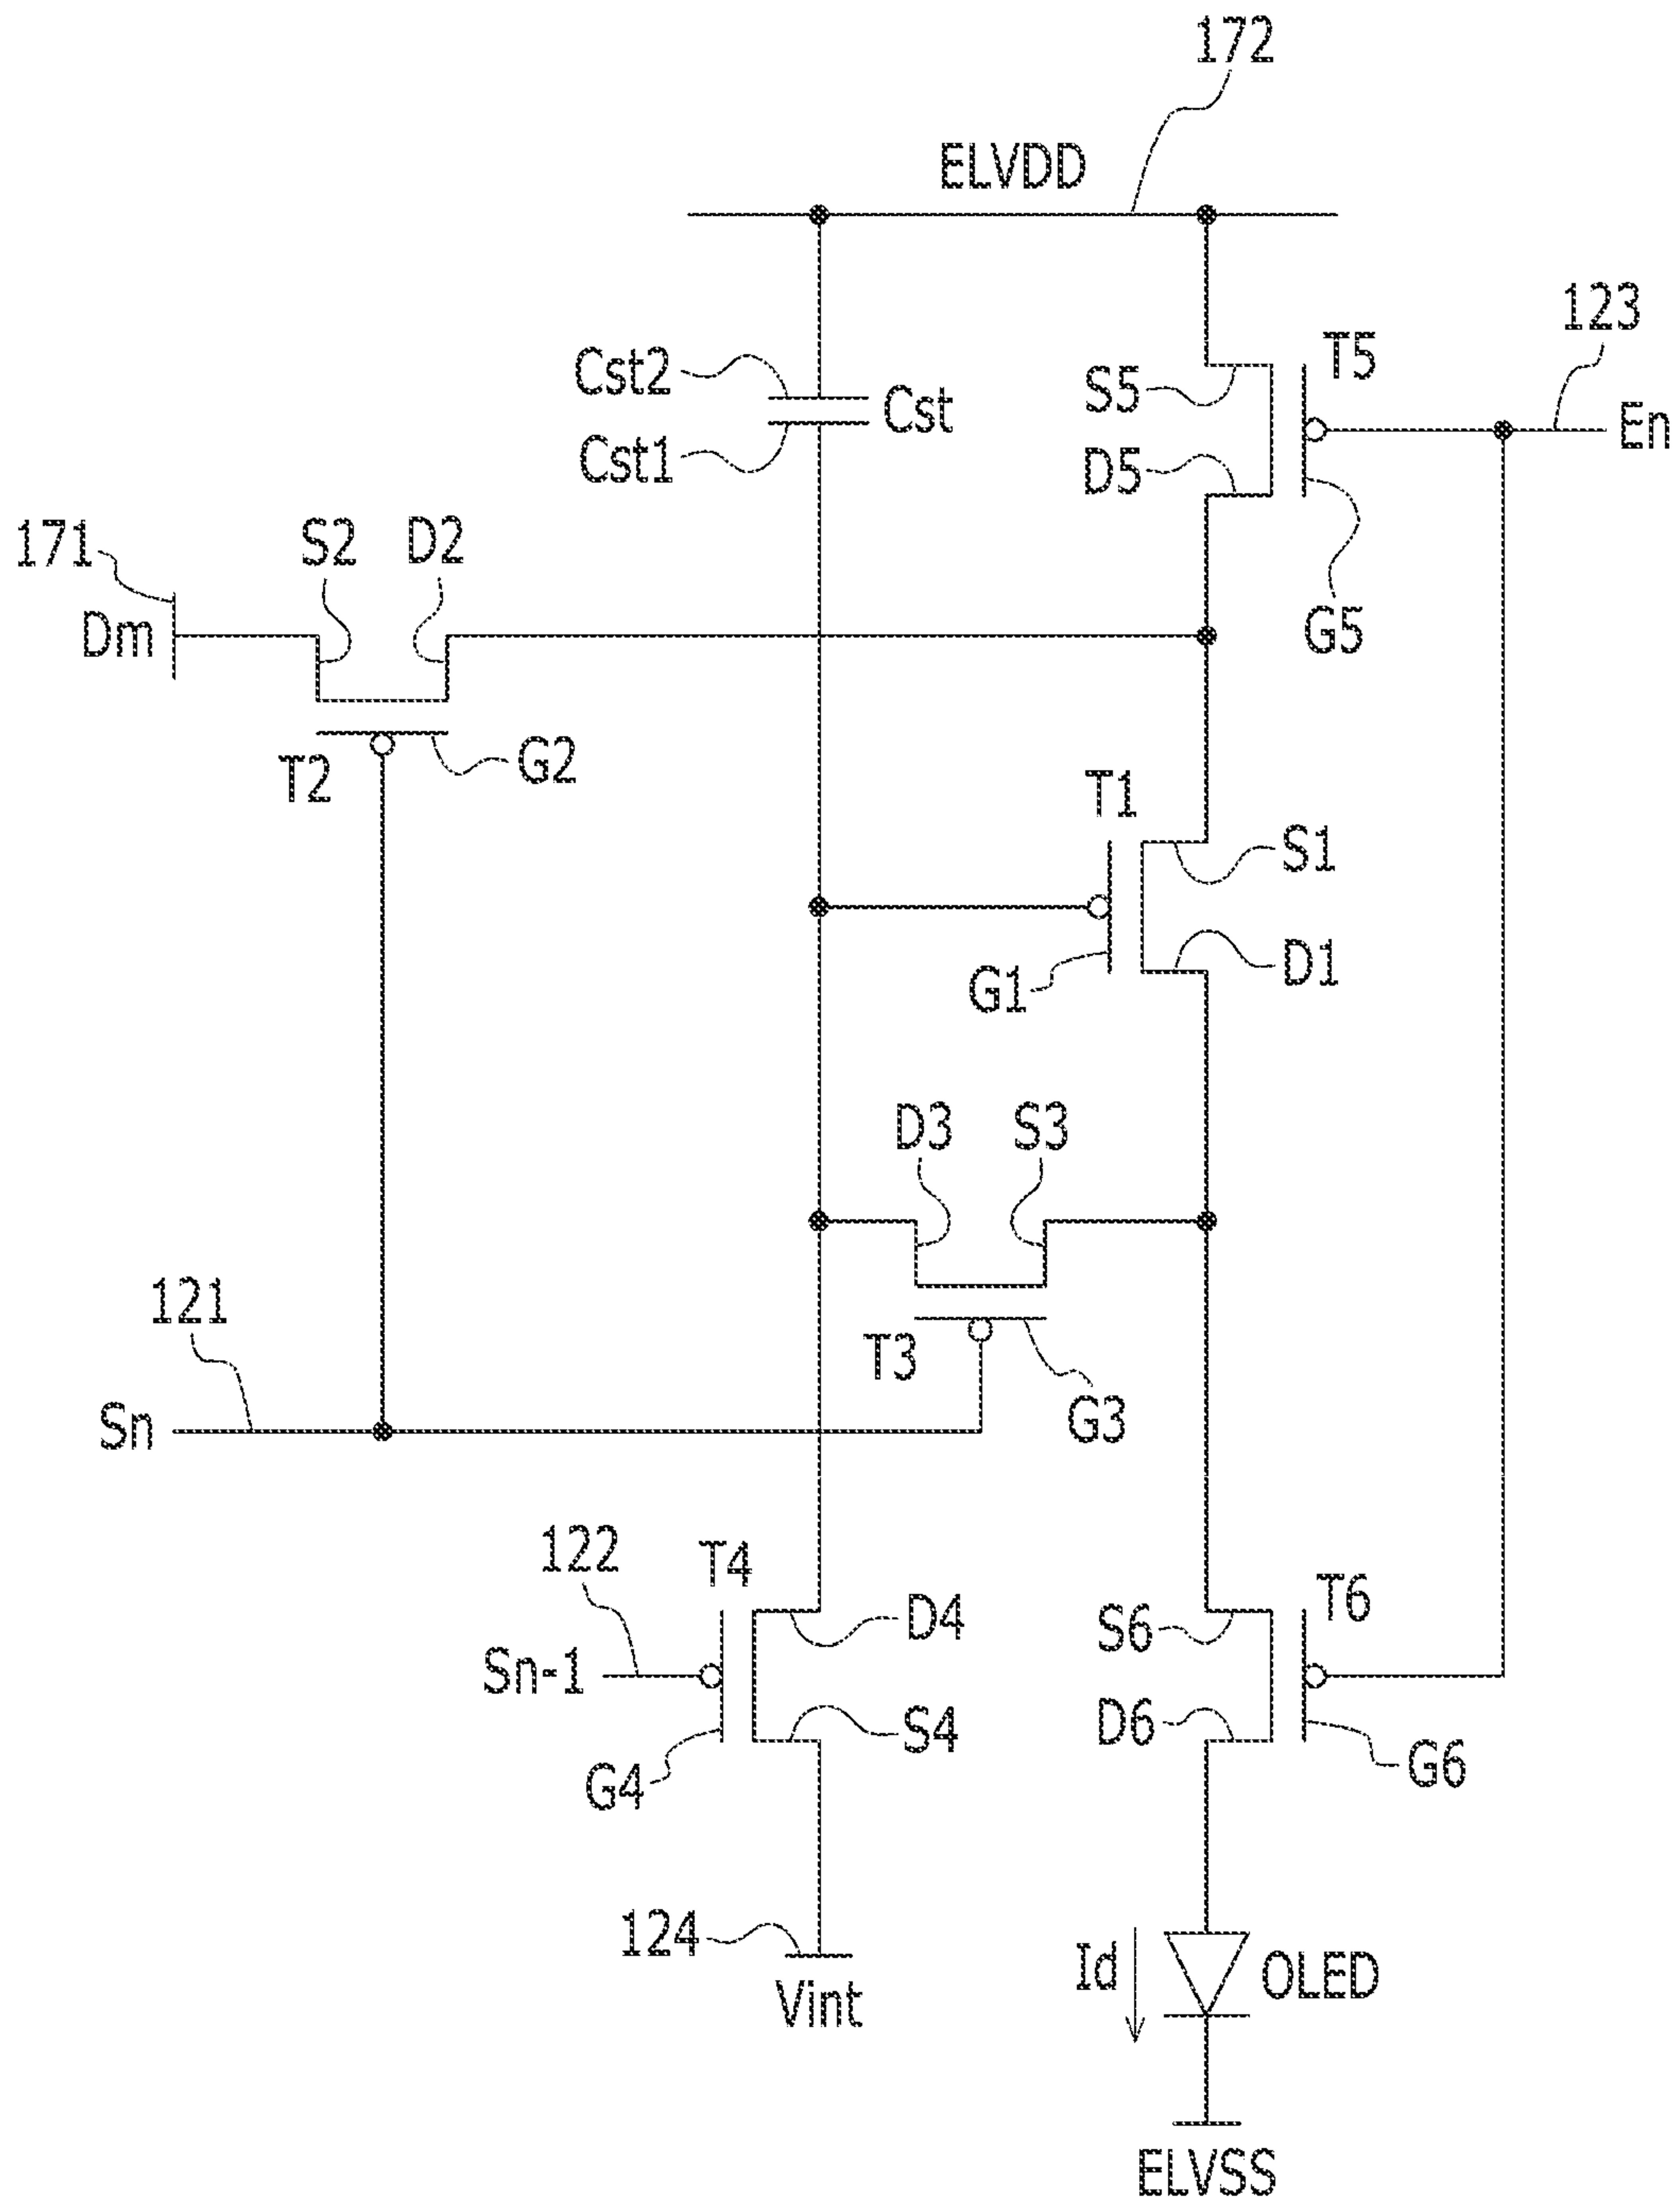 172
ELVDD
123
T5
Cst2
S5
Cst
En
Cst1
D5
171
S2
D2
Dm
G5
T2
G2
T1
S1
D1
G1
D3
S3
121
T3
Sn
G3
122
T4
T6
D4
S6
Sn-1
S4
D6
G4
G6
124
Id
OLED
Vint
ELVSS